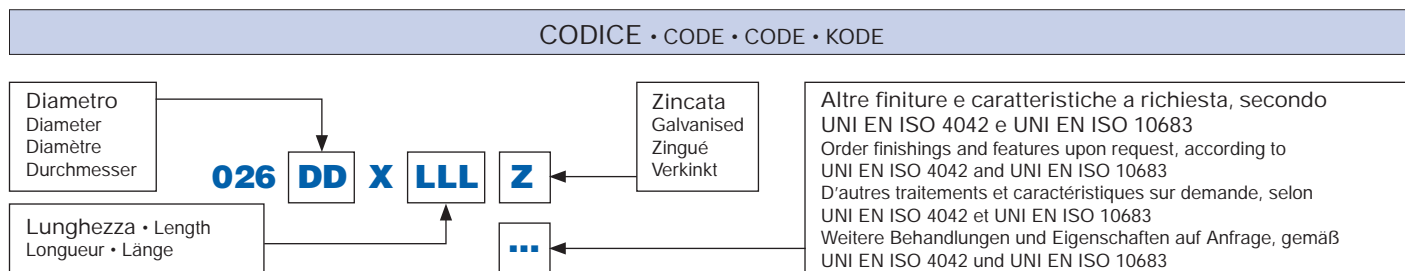 CODICE • CODE • CODE • KODE
Diametro
Diameter
Diamètre
Durchmesser
026 DD X LLL Z
Zincata
Galvanised
Zingué
Verkinkt
Lunghezza • Length
Longueur • Länge
...
Altre finiture e caratteristiche a richiesta, secondo
UNI EN ISO 4042 e UNI EN ISO 10683
Order finishings and features upon request, according to
UNI EN ISO 4042 and UNI EN ISO 10683
D'autres traitements et caractéristiques sur demande, selon
UNI EN ISO 4042 et UNI EN ISO 10683
Weitere Behandlungen und Eigenschaften auf Anfrage, gemäß
UNI EN ISO 4042 und UNI EN ISO 10683